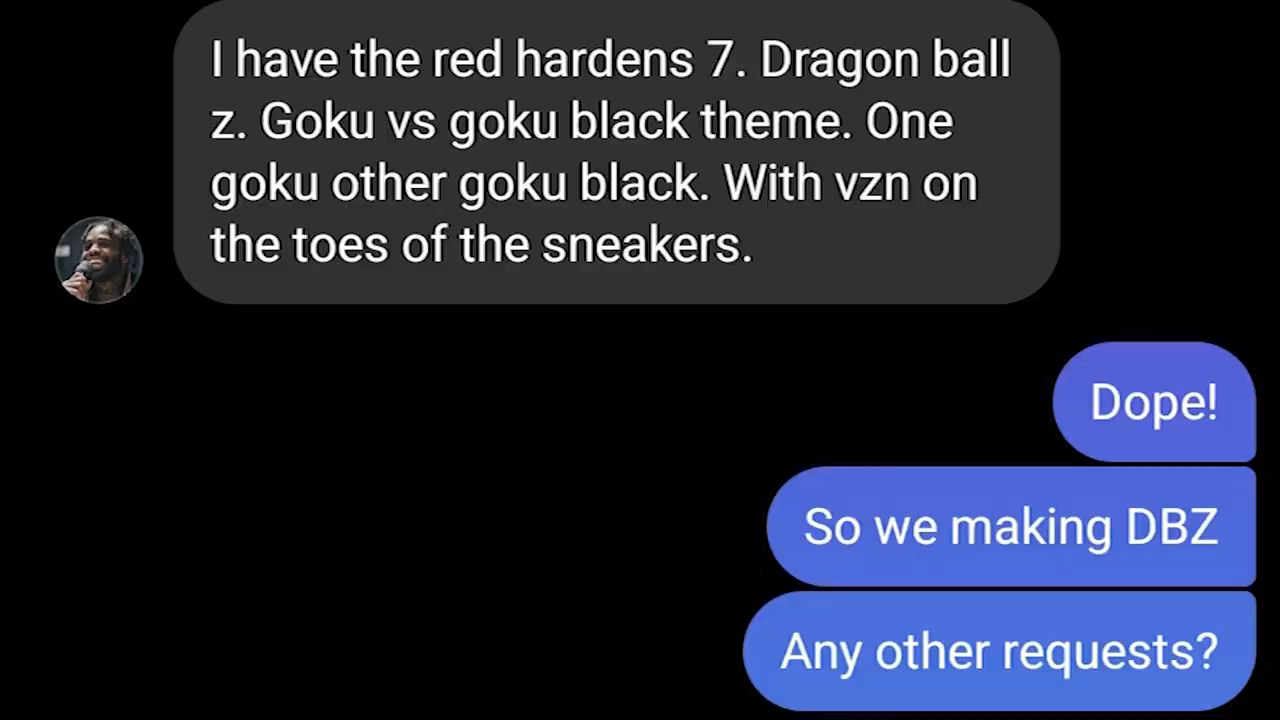 I have the red hardens 7. Dragon ball
z. Goku vs goku black theme. One
goku other goku black. With vzn on
the toes of the sneakers.
Dope!
So we making DBZ
Any other requests?